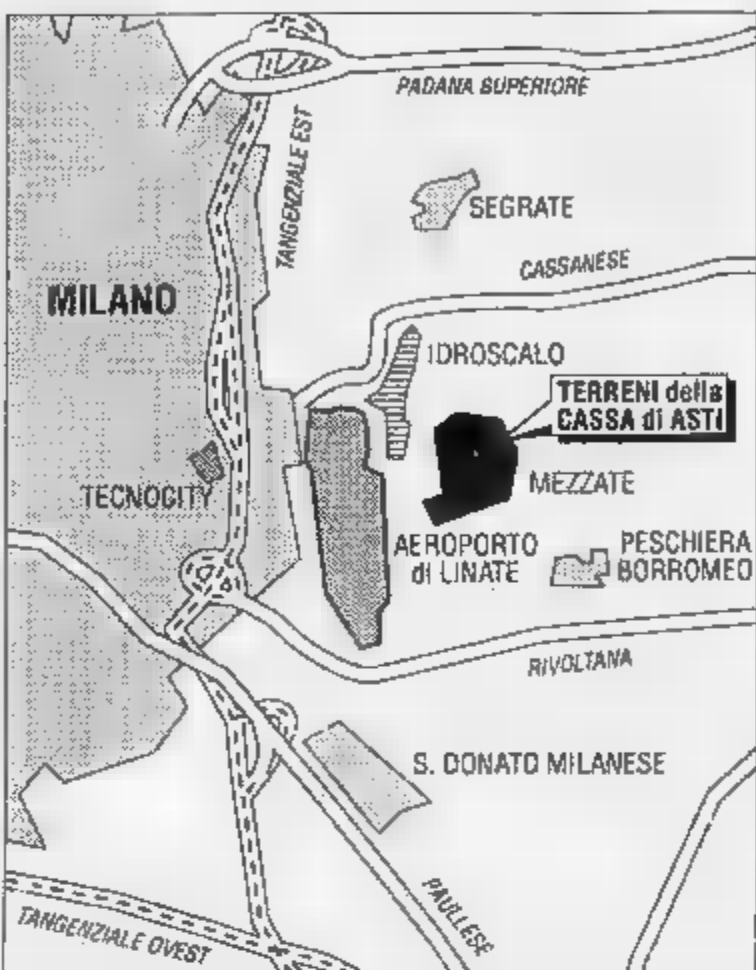 PADANA SUPERIORE
TANGENZIALE EST
SEGRATE
CASSANESE
MILANO
IDROSCALO
TERRENI della
CASSA di ASTI
TECNOCITY
MEZZATE
AEROPORTO
di LINATE
PESCHIERA
BORROMEO
RIVOLTANA
S. DONATO MILANESE
PAULLESE
TANGENZIALE OVEST